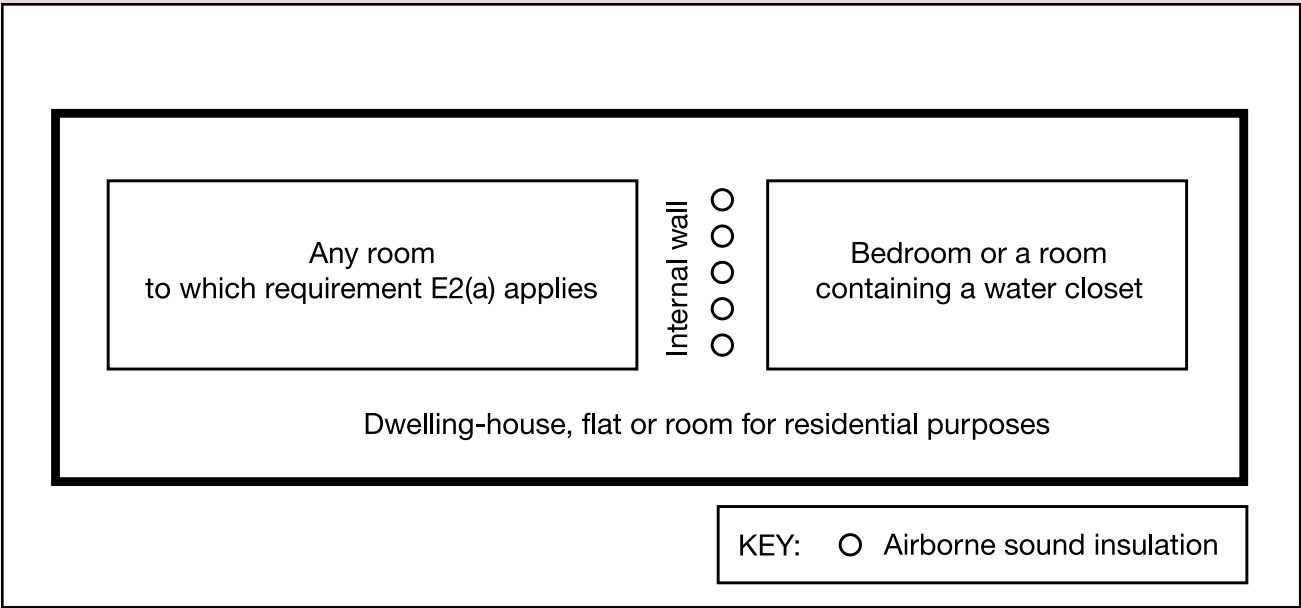 Any room
to which requirement E2(a) applies
Internal wall
Bedroom or a room
containing a water closet
Dwelling-house, flat or room for residential purposes
KEY: Airborne sound insulation